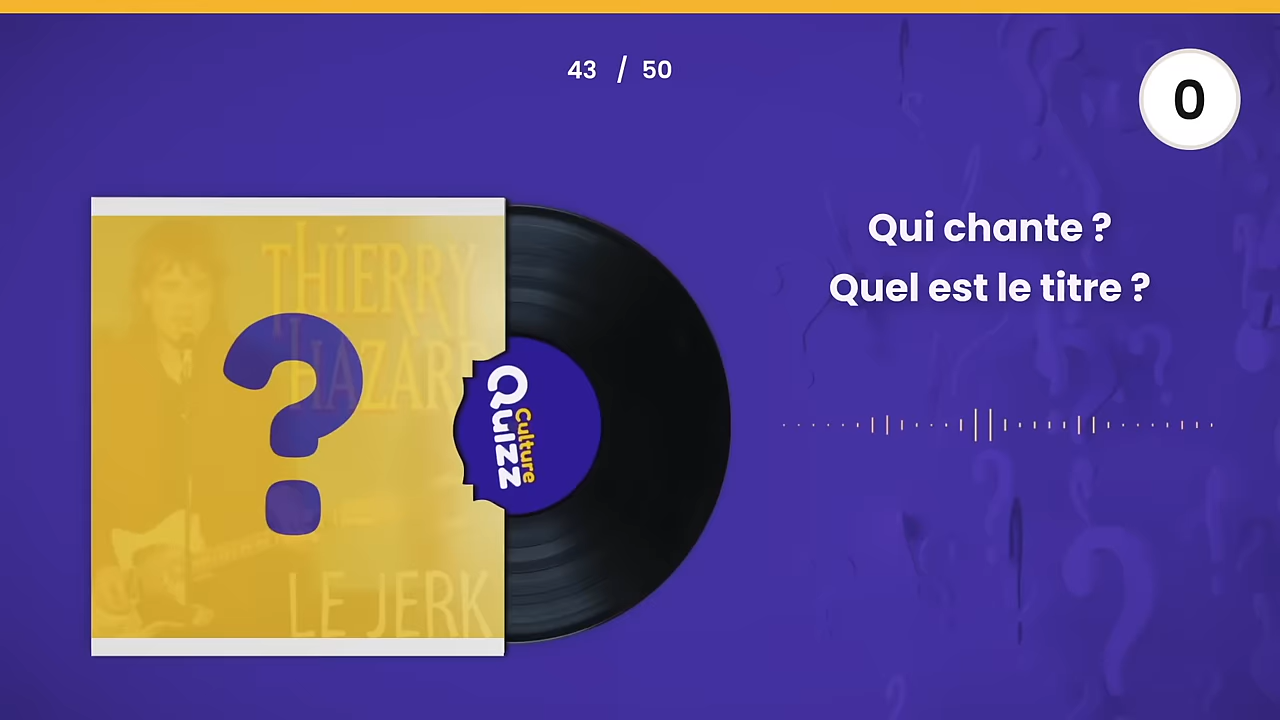 43 / 50
0
THIERRY
HAZARD
LE JERK
Culture
Quizz
Qui chante ?
Quel est le titre ?